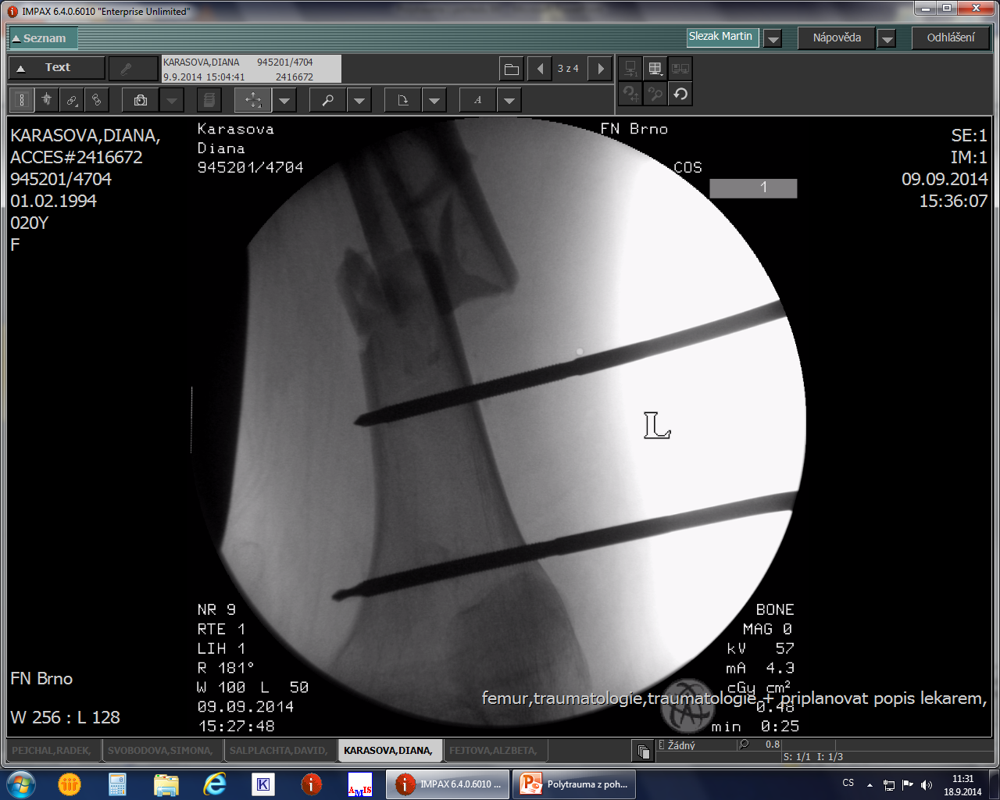 IMPAX 6.4.0.6010 "Enterprise Unlimited"
Seznam
Slezak Martin
Nápověda
Odhlášení
Text
KARASOVA,DIANA 945201/4704
9.9.2014 15:04:41 2416672
3 z 4
A
KARASOVA,DIANA,
ACCES#2416672
945201/4704
01.02.1994
020Y
F
Karasova
Diana
945201/4704
FN Brno
COS
1
SE:1
IM:1
09.09.2014
15:36:07
L
NR 9
RTE 1
LIH 1
R 181°
W 100 L 50
09.09.2014
15:27:48
BONE
MAG 0
kV 57
mA 4.3
cGy cm²
0.48
min 0:25
femur,traumatologie,traumatologie + priplanovat popis lekarem,
FN Brno
W 256 : L 128
PEJCHAL,RADEK,
SVOBODOVA,SIMONA,
SALPLACHTA,DAVID,
KARASOVA,DIANA,
FEJTOVA,ALZBETA,
Žádný
0.8
S: 1/1 I: 1/3
K
AMIS
IMPAX 6.4.0.6010 ...
Polytrauma z poh...
CS
11:31
18.9.2014